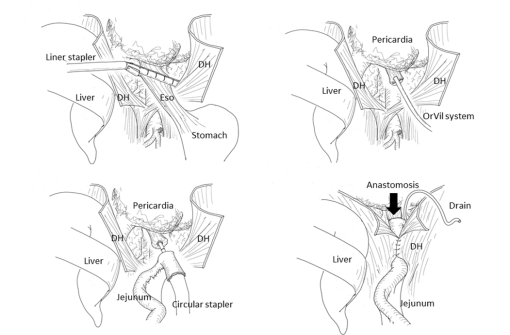 Liner stapler
DH
Liver
DH
Eso
Stomach
Pericardia
DH
DH
Liver
OrVil system
Pericardia
DH
DH
Liver
Jejunum
Circular stapler
Anastomosis
Drain
DH
Liver
Jejunum